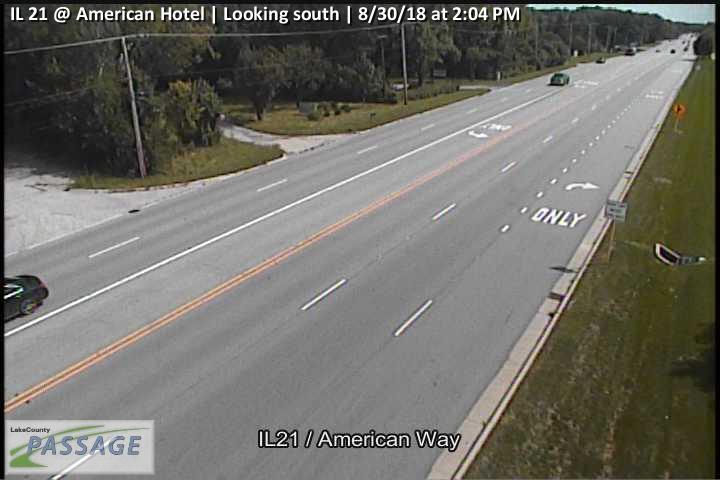 IL 21 @ American Hotel | Looking south | 8/30/18 at 2:04 PM
ONLY
IL21 / American Way
LakeCounty
PASSAGE